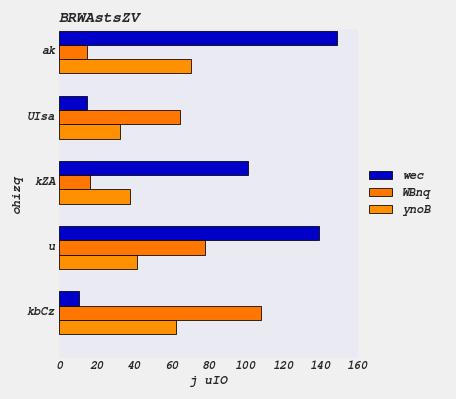 BRWAstsZV
ak
UIsa
kZA
u
kbCz
ohizq
0 20 40 60 80 100 120 140 160
j uIO
wec
WBnq
ynoB